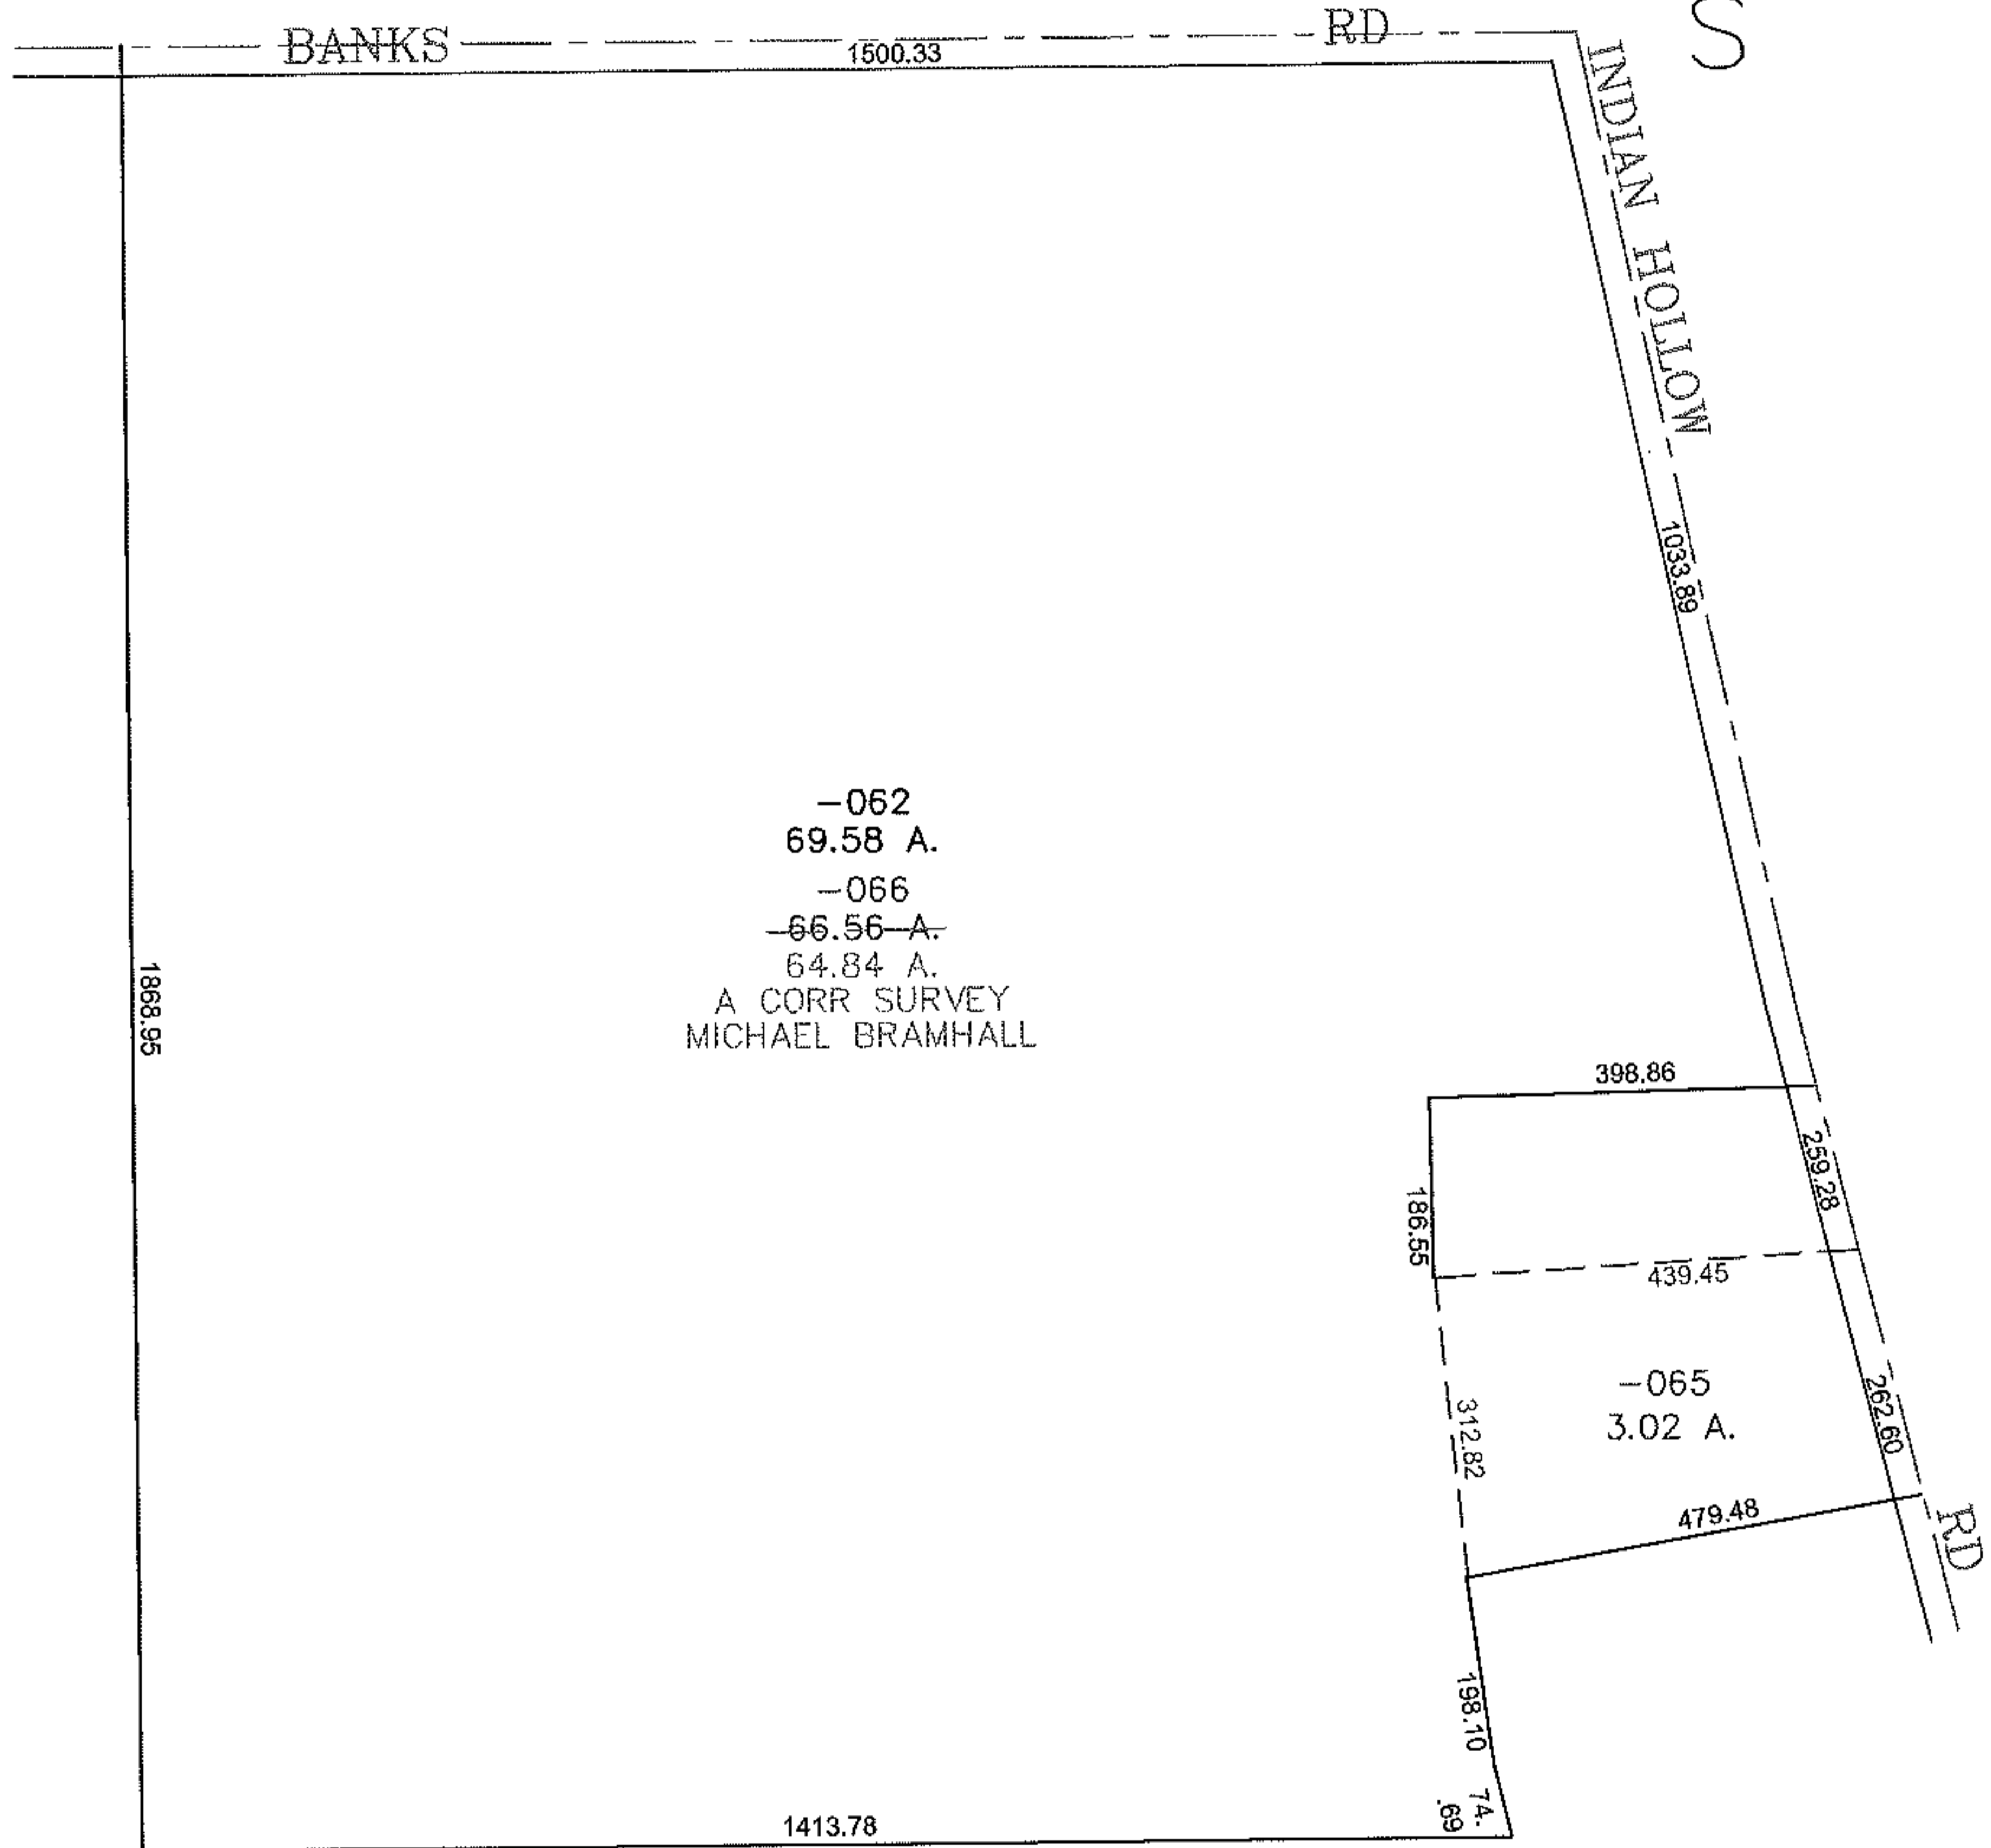 S
BANKS RD
1500.33
INDIAN HOLLOW RD
1033.89
-062
69.58 A.
-066
66.56 A.
64.84 A.
A CORR SURVEY
MICHAEL BRAMHALL
1868.95
398.86
259.28
186.55
439.45
-065
3.02 A.
312.82
262.60
479.48
198.10
74.
.69
1413.78